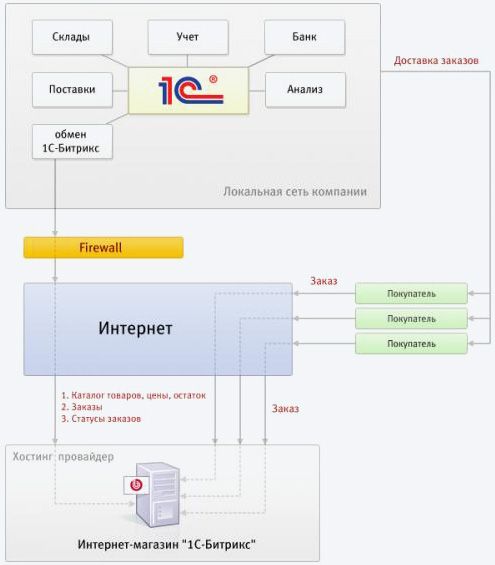 Склады
Учет
Банк
Доставка заказов
Поставки
1С®
Анализ
обмен
1С-Битрикс
Локальная сеть компании
Firewall
Заказ
Покупатель
Интернет
Покупатель
Покупатель
1. Каталог товаров, цены, остаток
2. Заказы
3. Статусы заказов
Заказ
Хостинг провайдер
Интернет-магазин "1С-Битрикс"